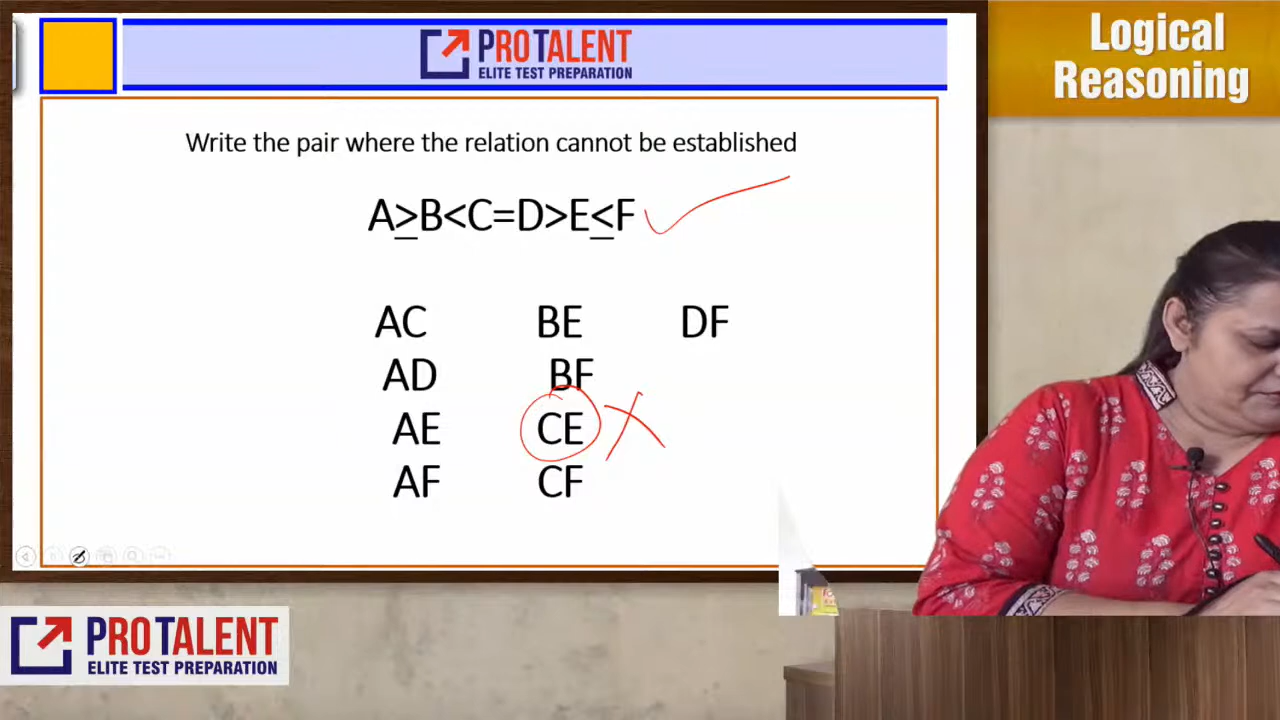 PROTALENT
ELITE TEST PREPARATION
Logical
Reasoning
Write the pair where the relation cannot be established
A≥B<C=D>E≤F
AC BE DF
AD BF
AE CE
AF CF
PROTALENT
ELITE TEST PREPARATION